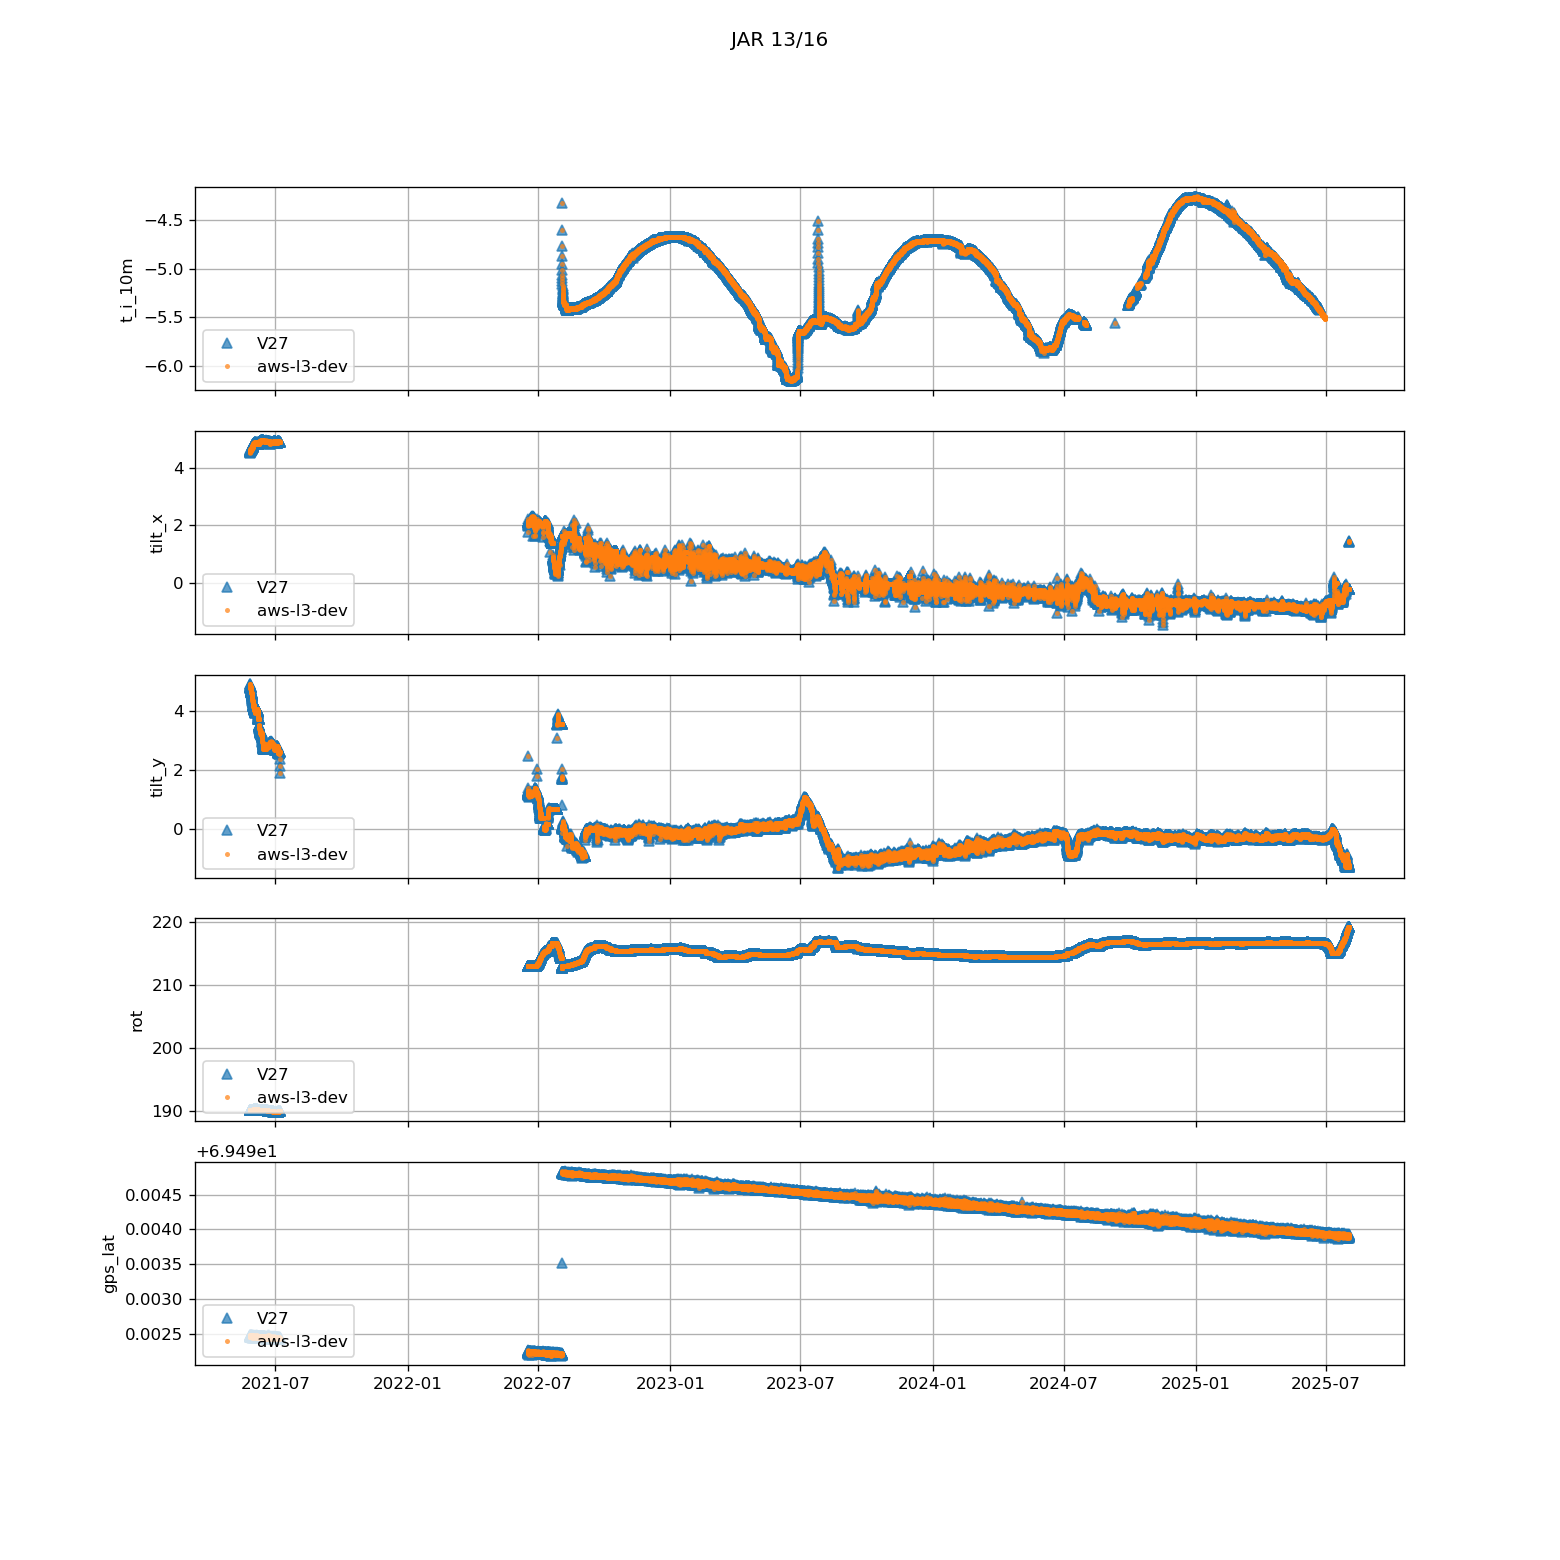 JAR 13/16
−4.5
−5.0
−5.5
−6.0
t_i_10m
V27
aws-l3-dev
4
2
0
tilt_x
V27
aws-l3-dev
4
2
0
tilt_y
V27
aws-l3-dev
220
210
200
190
rot
V27
aws-l3-dev
+6.949e1
0.0045
0.0040
0.0035
0.0030
0.0025
gps_lat
V27
aws-l3-dev
2021-07 2022-01 2022-07 2023-01 2023-07 2024-01 2024-07 2025-01 2025-07